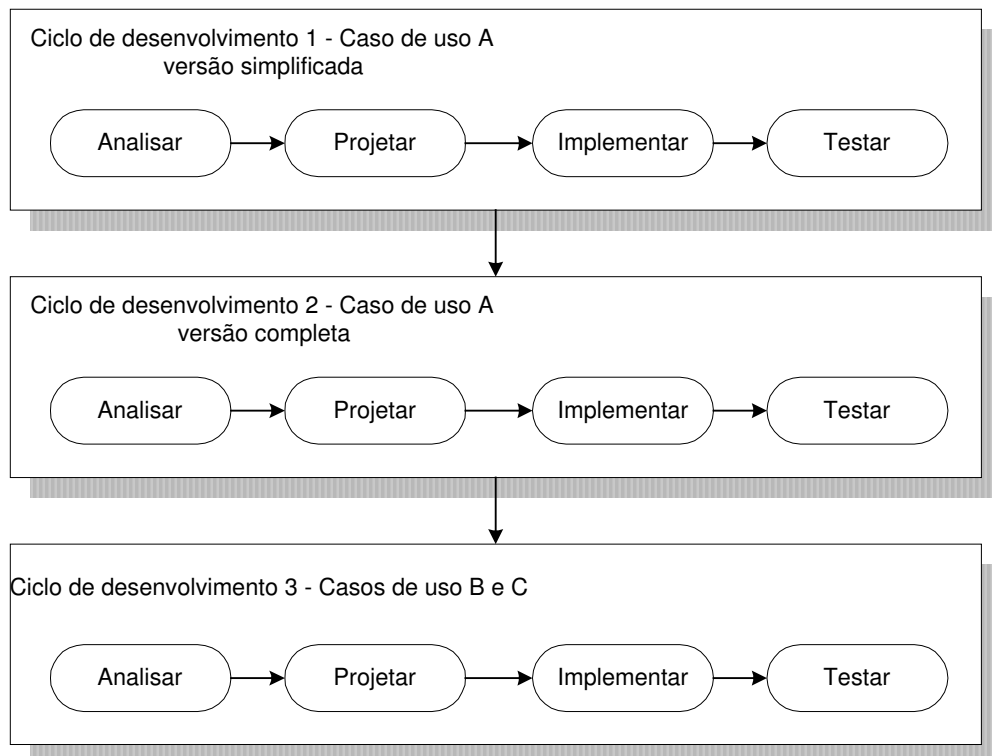 Ciclo de desenvolvimento 1 - Caso de uso A
versão simplificada
Analisar
Projetar
Implementar
Testar
Ciclo de desenvolvimento 2 - Caso de uso A
versão completa
Analisar
Projetar
Implementar
Testar
Ciclo de desenvolvimento 3 - Casos de uso B e C
Analisar
Projetar
Implementar
Testar